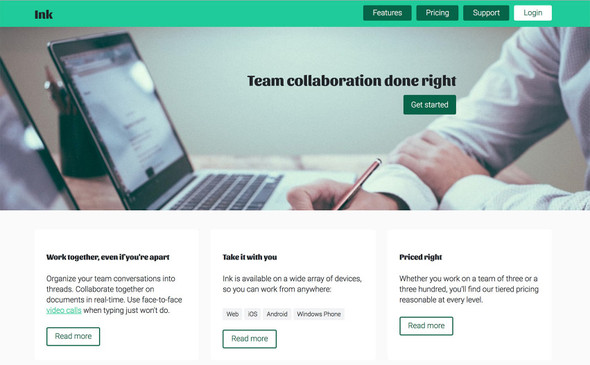 Ink
Features
Pricing
Support
Login
Team collaboration done right
Get started
Work together, even if you're apart
Organize your team conversations into
threads. Collaborate together on
documents in real-time. Use face-to-face
video calls when typing just won't do.
Read more
Take it with you
Ink is available on a wide array of devices,
so you can work from anywhere:
Web
iOS
Android
Windows Phone
Read more
Priced right
Whether you work on a team of three or a
three hundred, you'll find our tiered pricing
reasonable at every level.
Read more